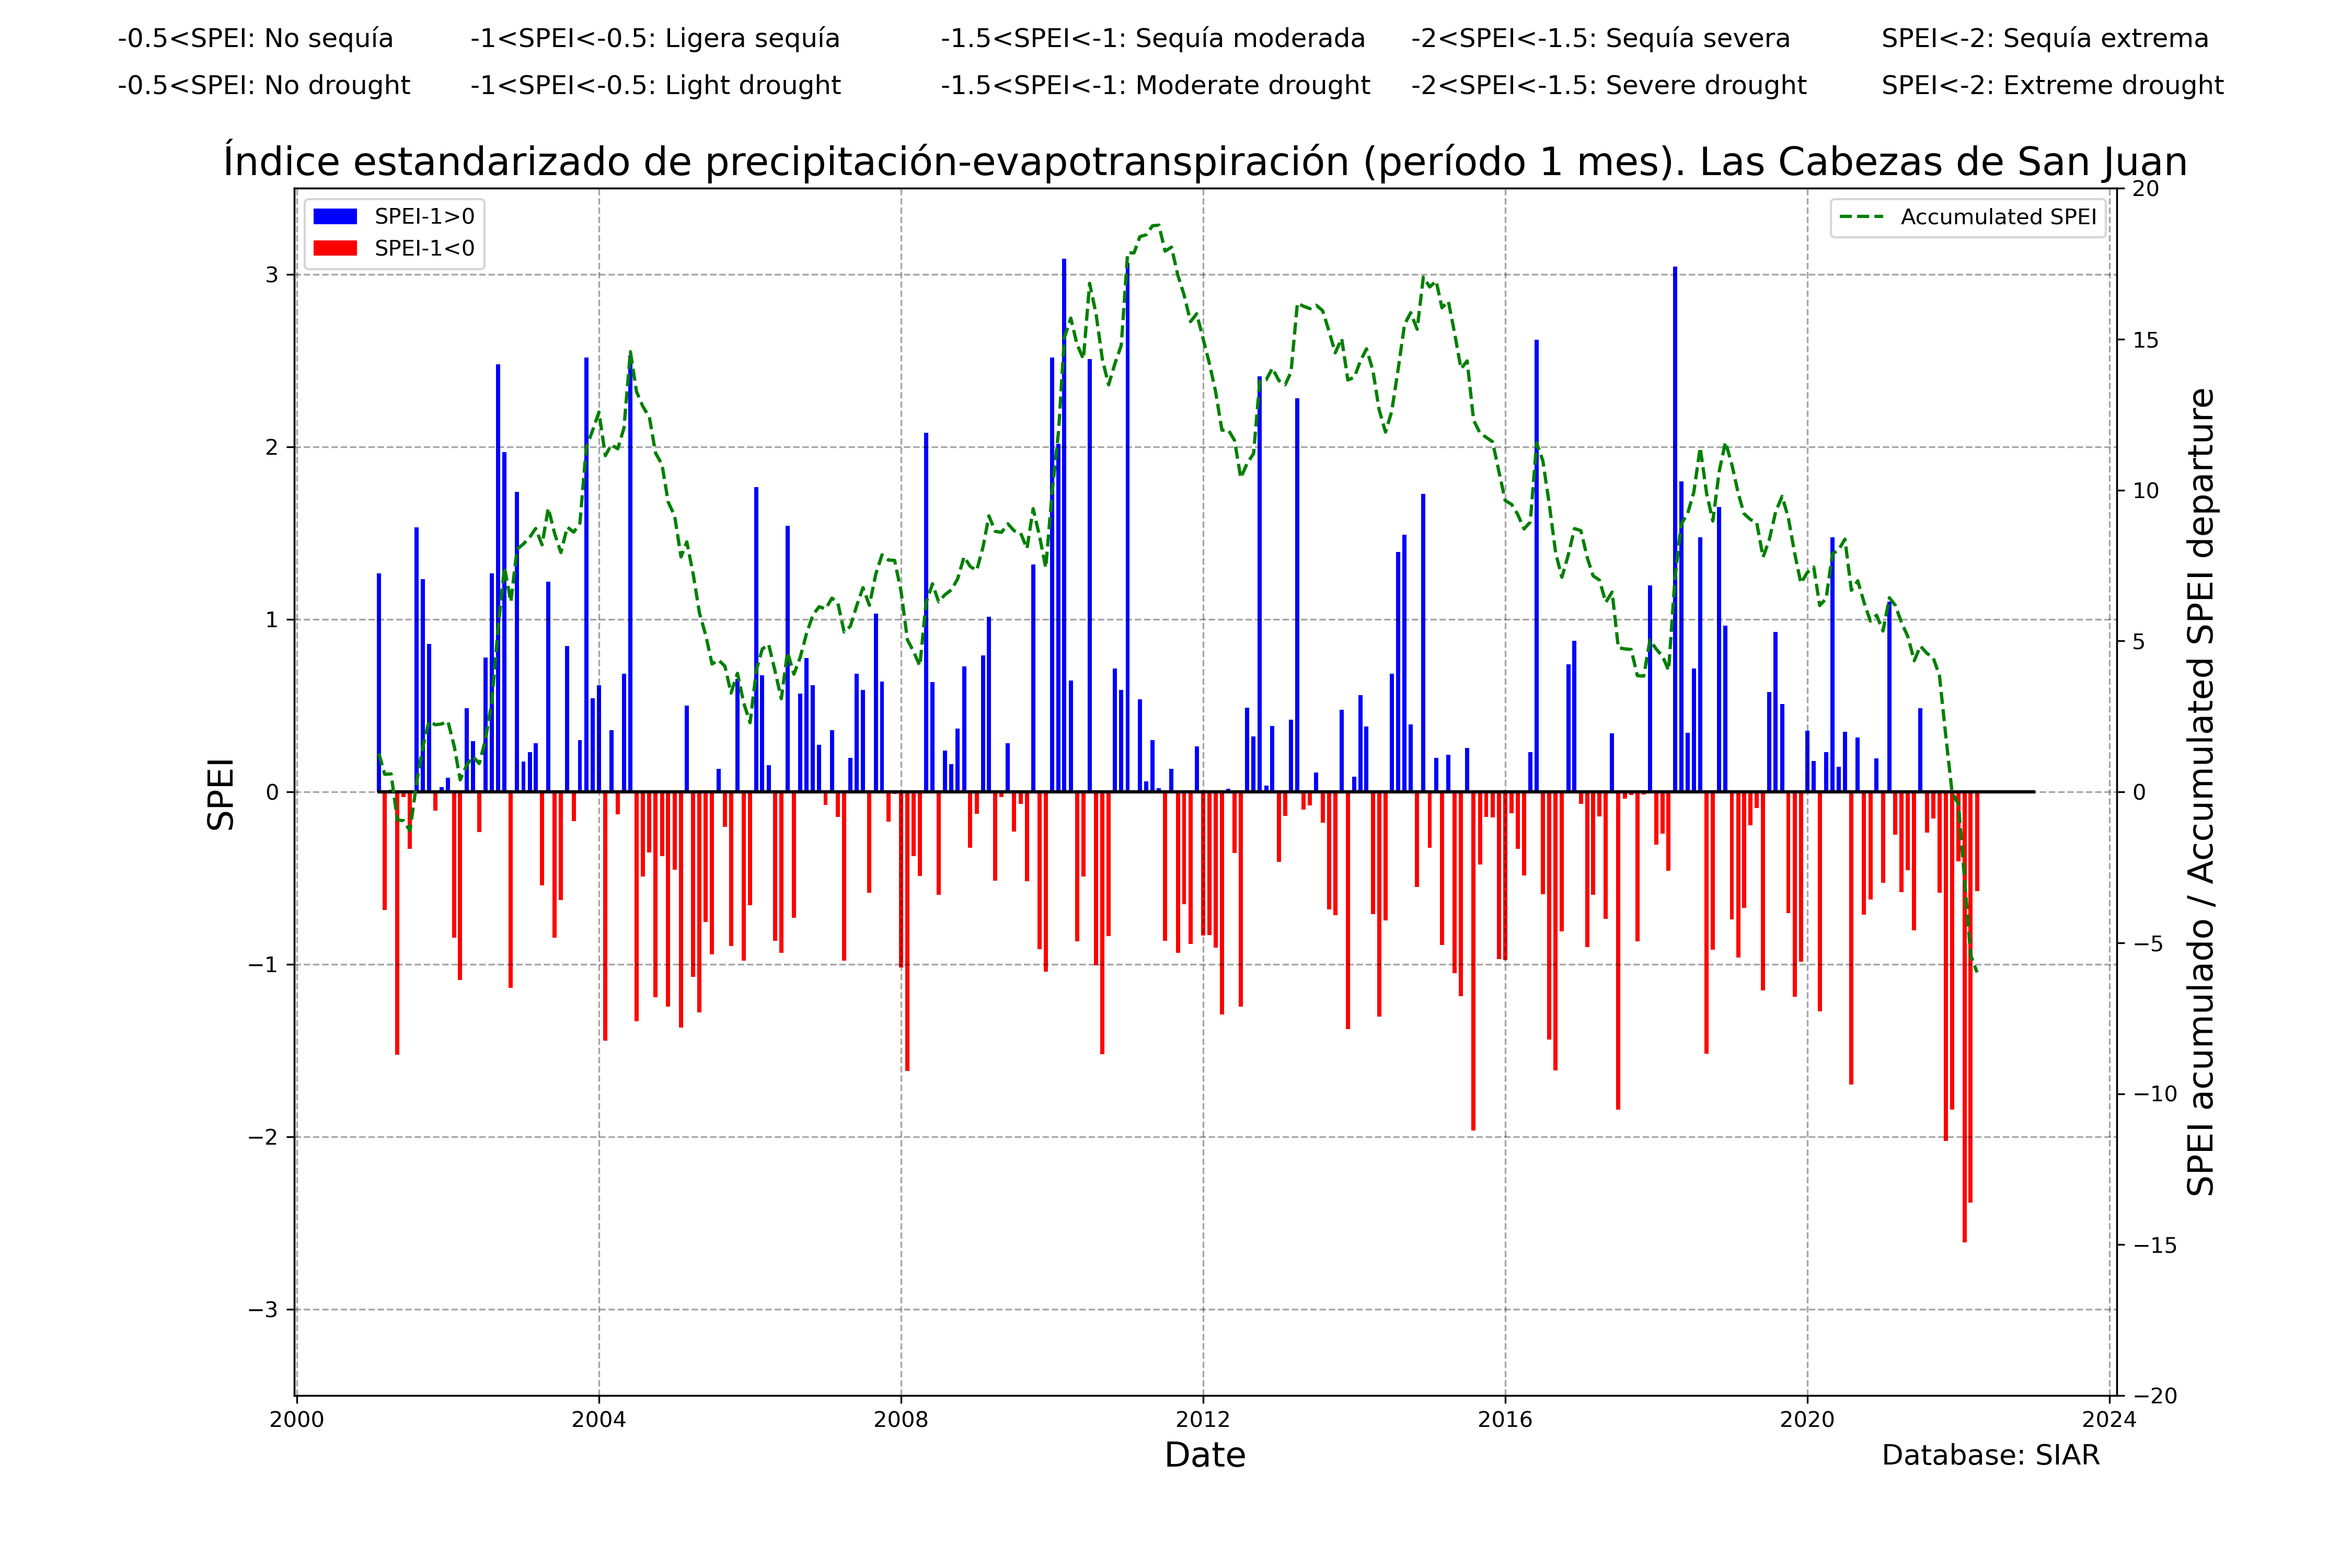 -0.5<SPEI: No sequía -1<SPEI<-0.5: Ligera sequía -1.5<SPEI<-1: Sequía moderada -2<SPEI<-1.5: Sequía severa SPEI<-2: Sequía extrema
-0.5<SPEI: No drought -1<SPEI<-0.5: Light drought -1.5<SPEI<-1: Moderate drought -2<SPEI<-1.5: Severe drought SPEI<-2: Extreme drought
Índice estandarizado de precipitación-evapotranspiración (período 1 mes). Las Cabezas de San Juan
SPEI-1>0
SPEI-1<0
Accumulated SPEI
SPEI
3
2
1
0
−1
−2
−3
20
15
10
5
0
−5
−10
−15
−20
SPEI acumulado / Accumulated SPEI departure
2000 2004 2008 2012 2016 2020 2024
Date
Database: SIAR